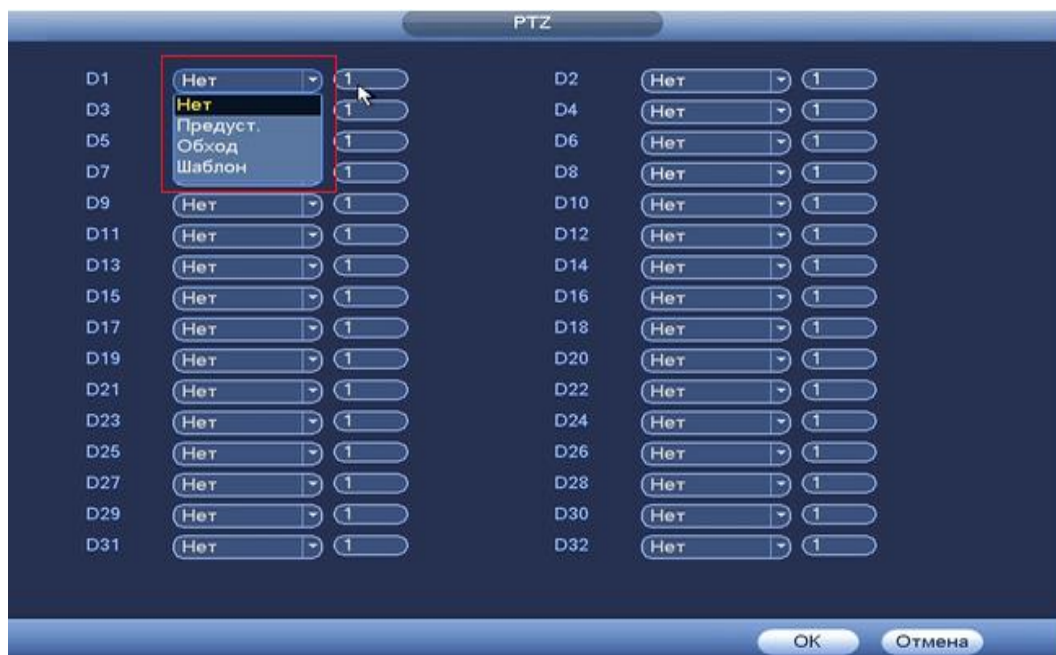 PTZ
D1 Нет 1 D2 Нет 1
Нет
Предуст.
Обход
Шаблон
D3 1 D4 Нет 1
D5 1 D6 Нет 1
D7 1 D8 Нет 1
D9 Нет 1 D10 Нет 1
D11 Нет 1 D12 Нет 1
D13 Нет 1 D14 Нет 1
D15 Нет 1 D16 Нет 1
D17 Нет 1 D18 Нет 1
D19 Нет 1 D20 Нет 1
D21 Нет 1 D22 Нет 1
D23 Нет 1 D24 Нет 1
D25 Нет 1 D26 Нет 1
D27 Нет 1 D28 Нет 1
D29 Нет 1 D30 Нет 1
D31 Нет 1 D32 Нет 1
OK Отмена